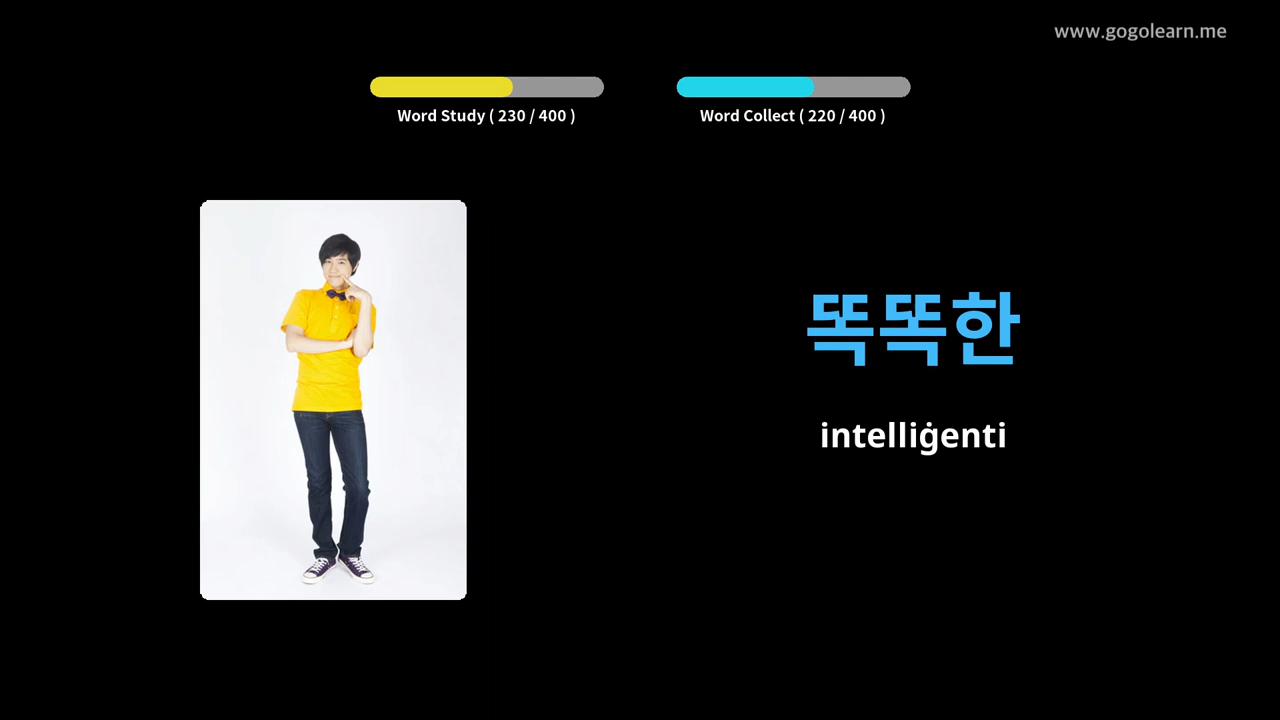 www.gogolearn.me
Word Study ( 230 / 400 )
Word Collect ( 220 / 400 )
똑똑한
intelliġenti